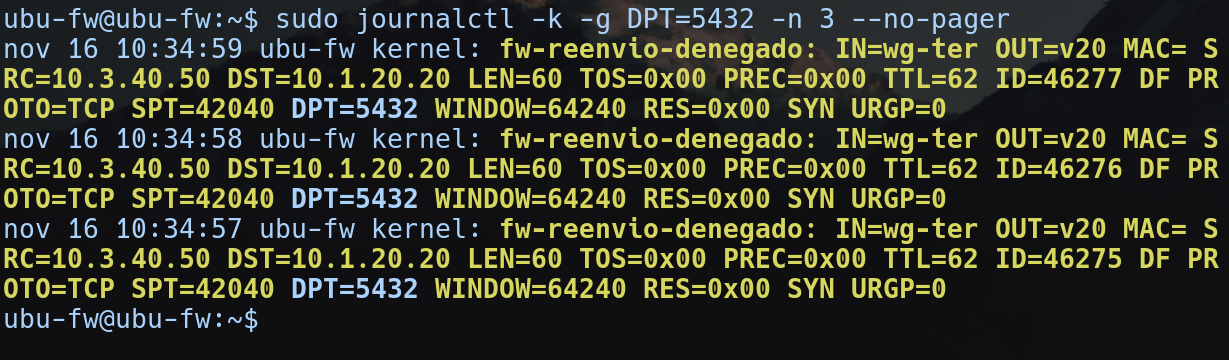 ubu-fw@ubu-fw:~$ sudo journalctl -k -g DPT=5432 -n 3 --no-pager
nov 16 10:34:59 ubu-fw kernel: fw-reenvio-denegado: IN=wg-ter OUT=v20 MAC= S
RC=10.3.40.50 DST=10.1.20.20 LEN=60 TOS=0x00 PREC=0x00 TTL=62 ID=46277 DF PR
OTO=TCP SPT=42040 DPT=5432 WINDOW=64240 RES=0x00 SYN URGP=0
nov 16 10:34:58 ubu-fw kernel: fw-reenvio-denegado: IN=wg-ter OUT=v20 MAC= S
RC=10.3.40.50 DST=10.1.20.20 LEN=60 TOS=0x00 PREC=0x00 TTL=62 ID=46276 DF PR
OTO=TCP SPT=42040 DPT=5432 WINDOW=64240 RES=0x00 SYN URGP=0
nov 16 10:34:57 ubu-fw kernel: fw-reenvio-denegado: IN=wg-ter OUT=v20 MAC= S
RC=10.3.40.50 DST=10.1.20.20 LEN=60 TOS=0x00 PREC=0x00 TTL=62 ID=46275 DF PR
OTO=TCP SPT=42040 DPT=5432 WINDOW=64240 RES=0x00 SYN URGP=0
ubu-fw@ubu-fw:~$